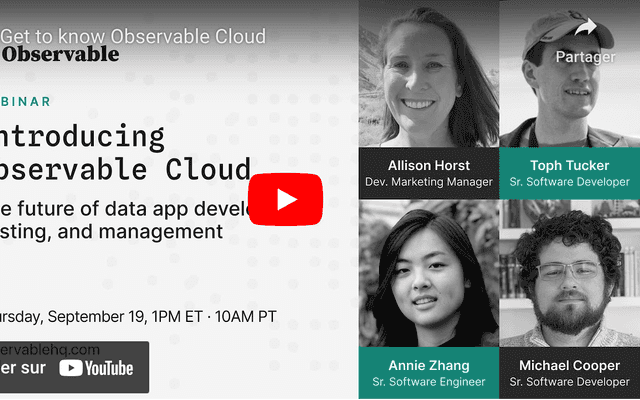 Get to know Observable Cloud
Observable
Partager
BINAR
ntroducing
bservable Cloud
e future of data app develo
sting, and management
ursday, September 19, 1PM ET · 10AM PT
ervablehq.com
er sur YouTube
Allison Horst
Dev. Marketing Manager
Toph Tucker
Sr. Software Developer
Annie Zhang
Sr. Software Engineer
Michael Cooper
Sr. Software Developer